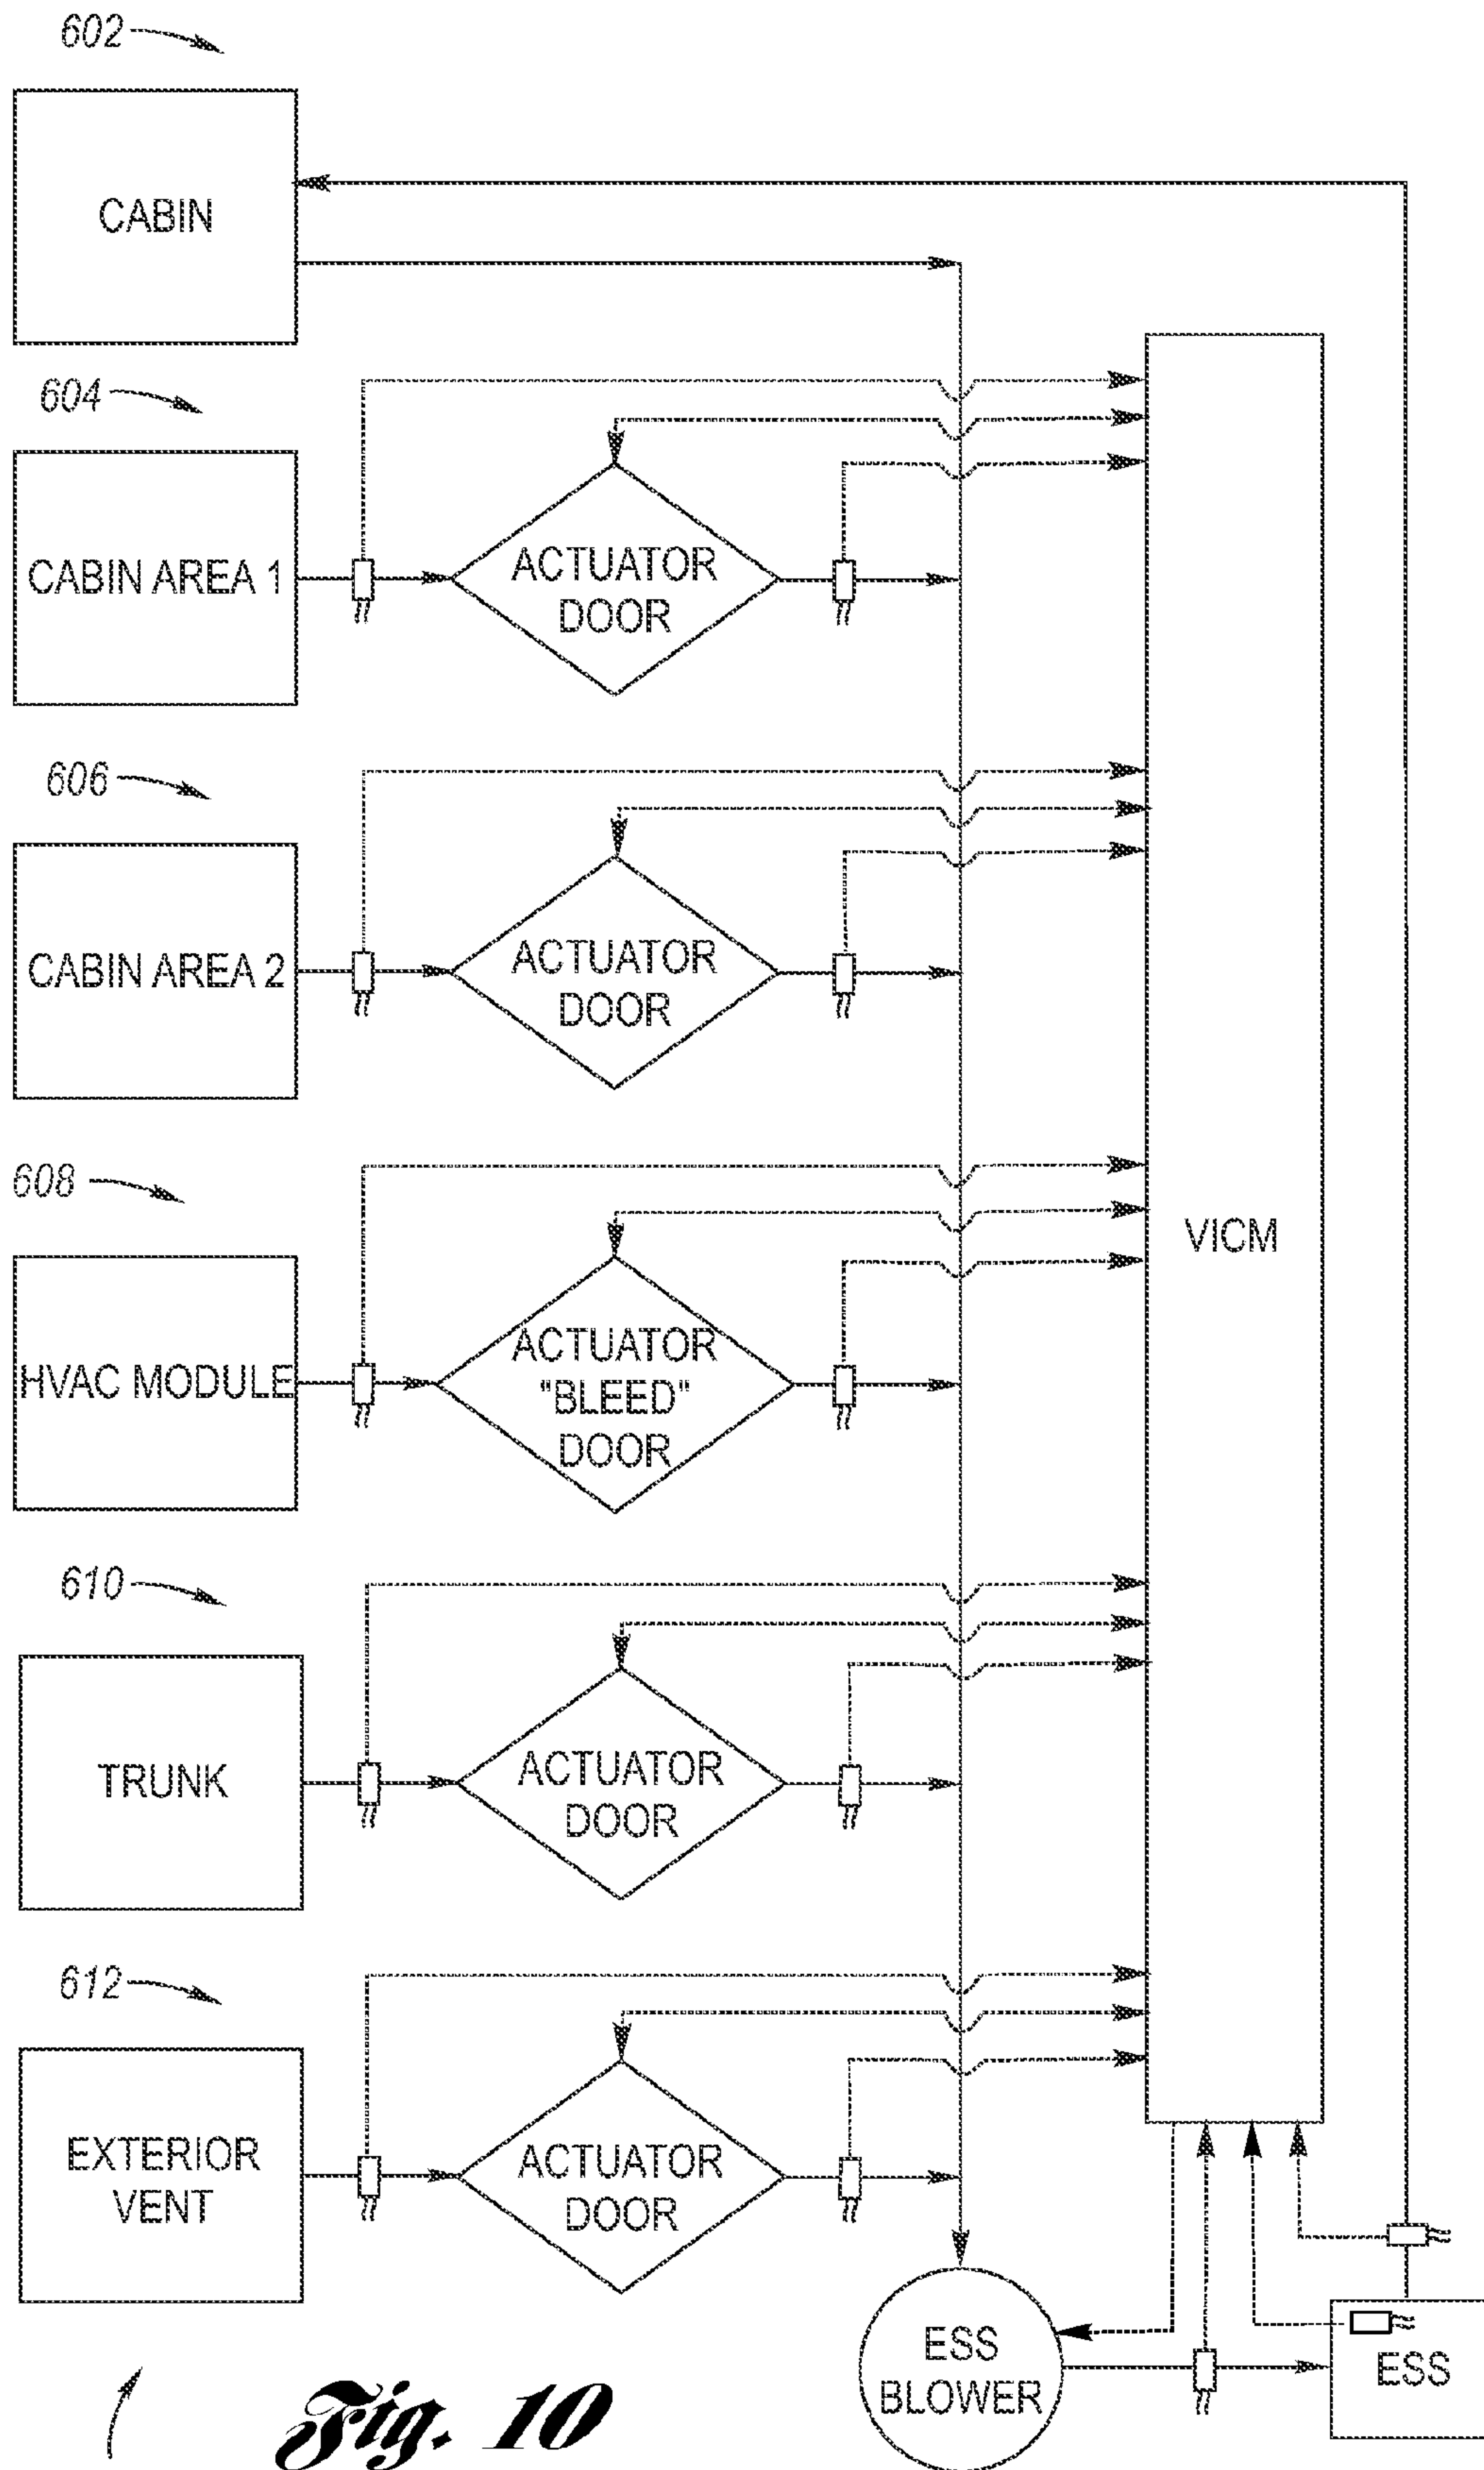 602
CABIN
604
CABIN AREA 1
ACTUATOR
DOOR
606
CABIN AREA 2
ACTUATOR
DOOR
608
HVAC MODULE
ACTUATOR
"BLEED"
DOOR
VICM
610
TRUNK
ACTUATOR
DOOR
612
EXTERIOR
VENT
ACTUATOR
DOOR
ESS
BLOWER
ESS
Fig. 10